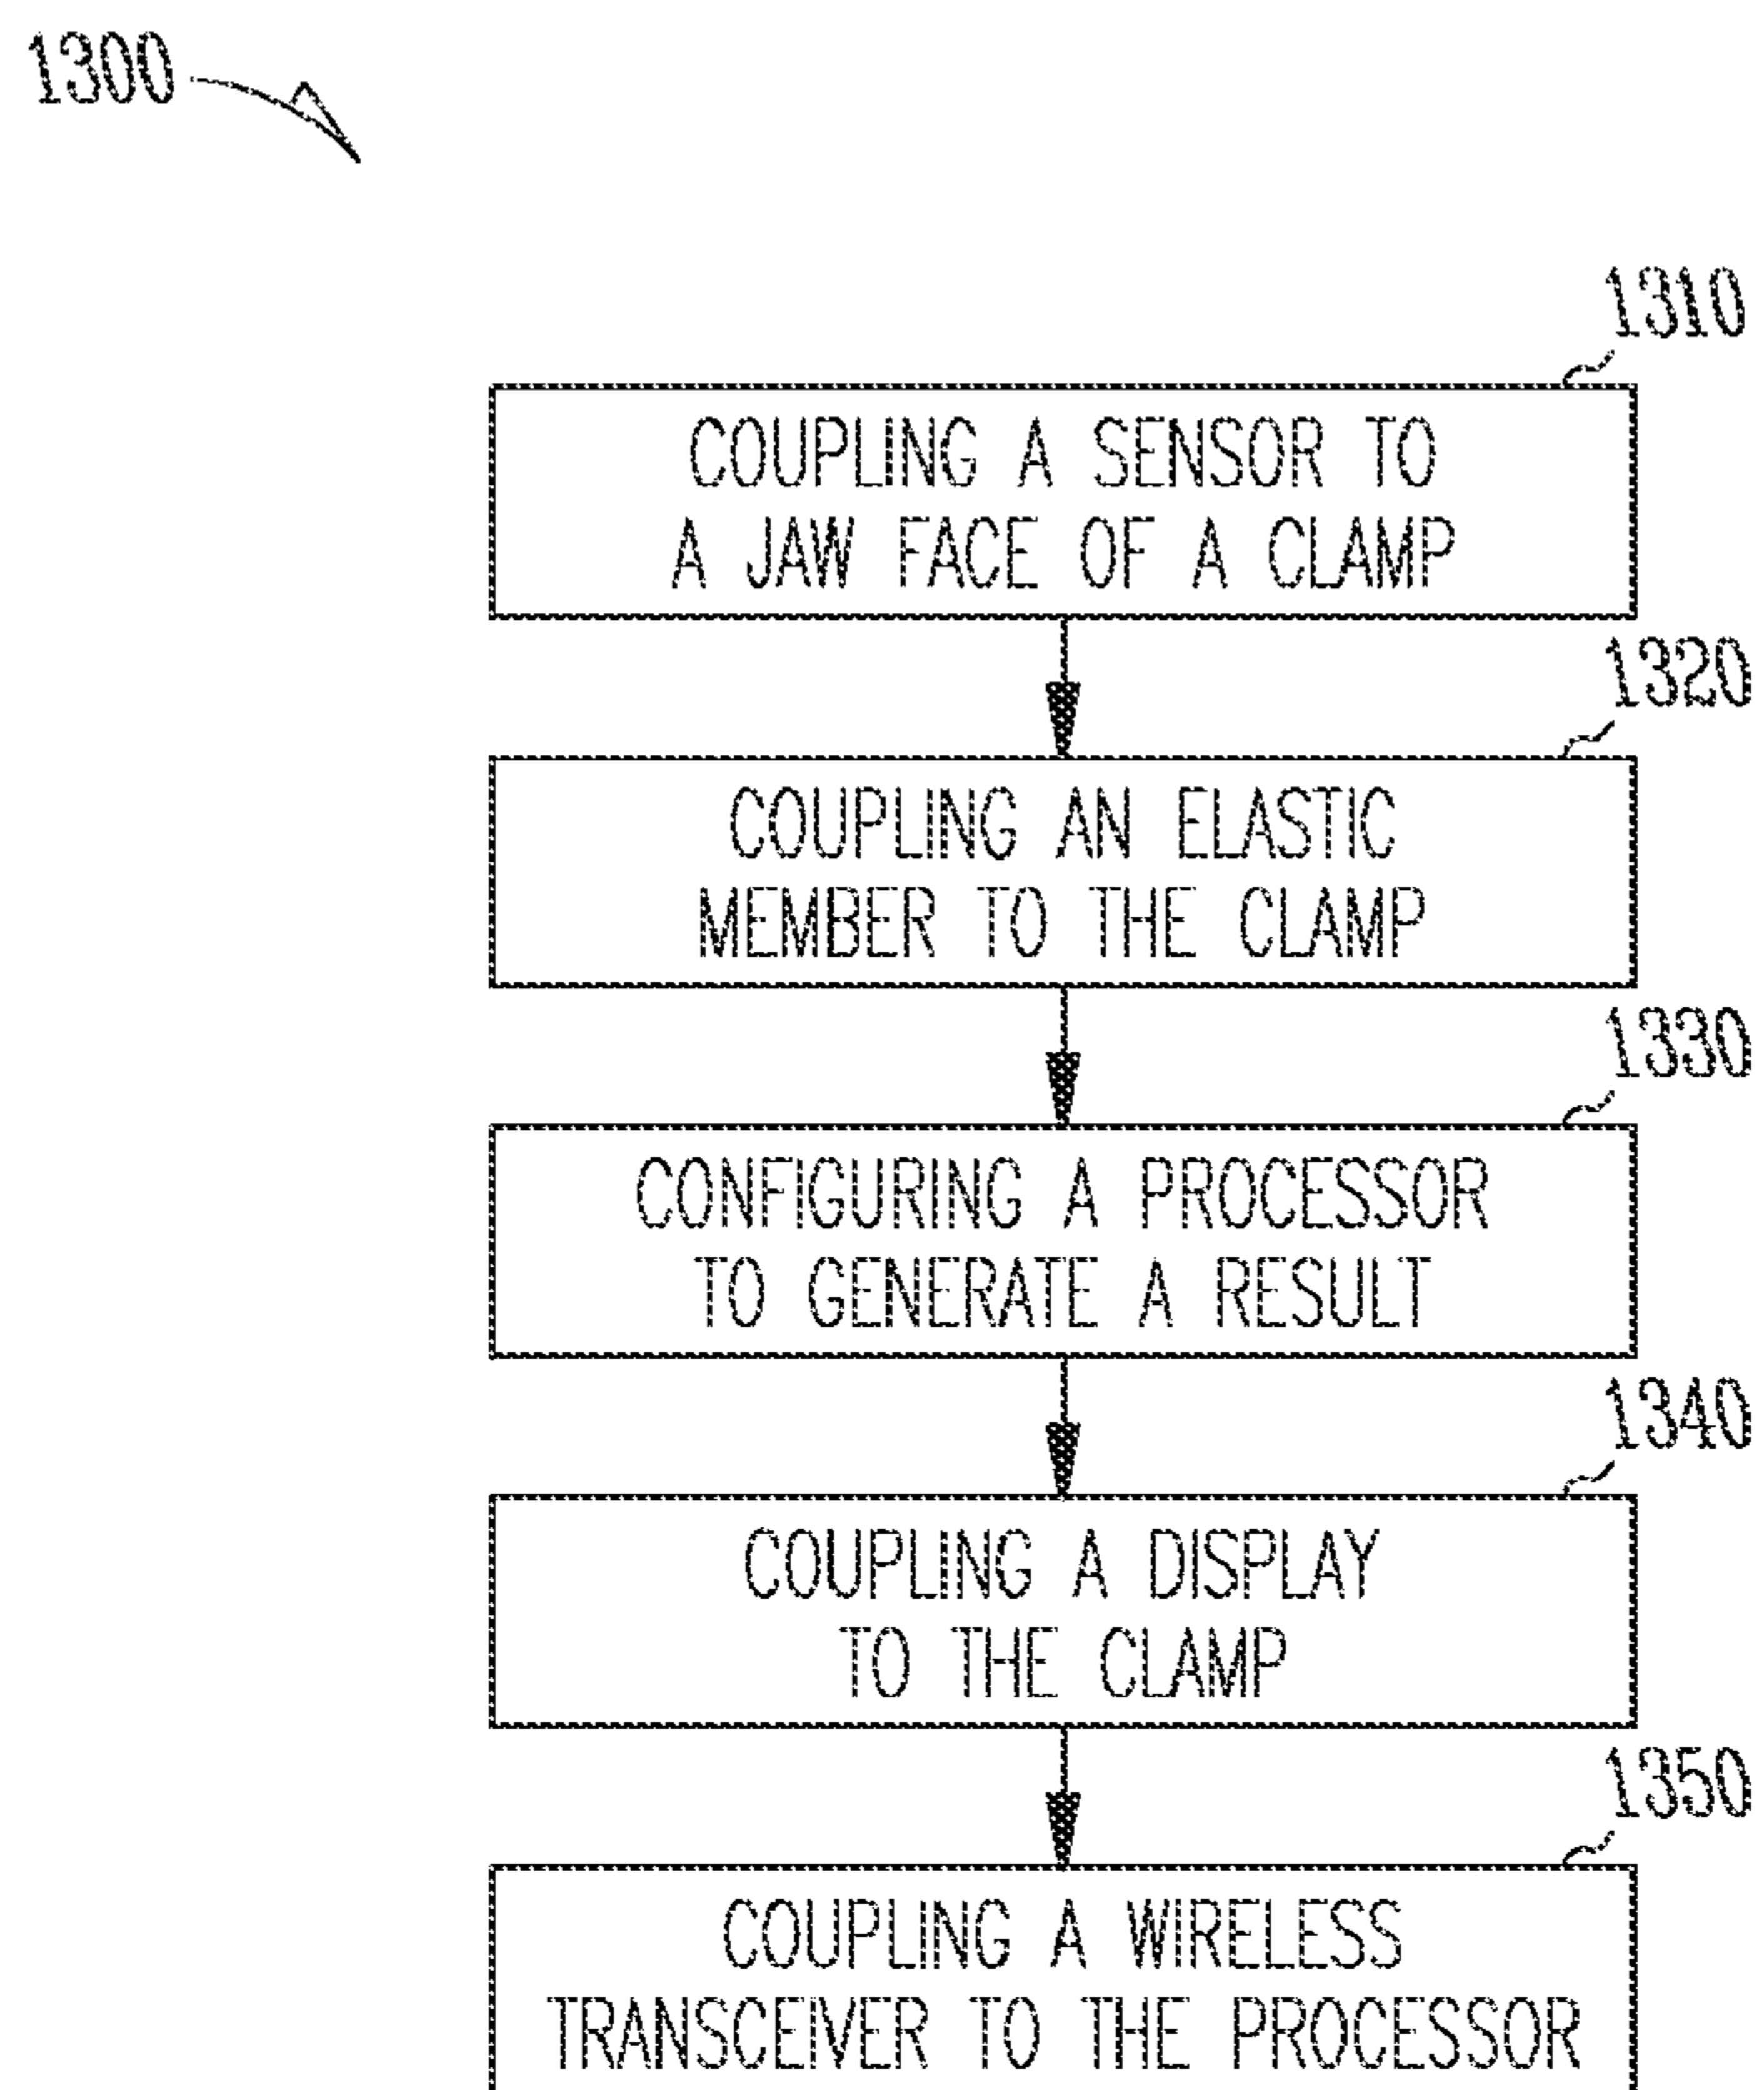 1300
1310
COUPLING A SENSOR TO
A JAW FACE OF A CLAMP
1320
COUPLING AN ELASTIC
MEMBER TO THE CLAMP
1330
CONFIGURING A PROCESSOR
TO GENERATE A RESULT
1340
COUPLING A DISPLAY
TO THE CLAMP
1350
COUPLING A WIRELESS
TRANSCEIVER TO THE PROCESSOR